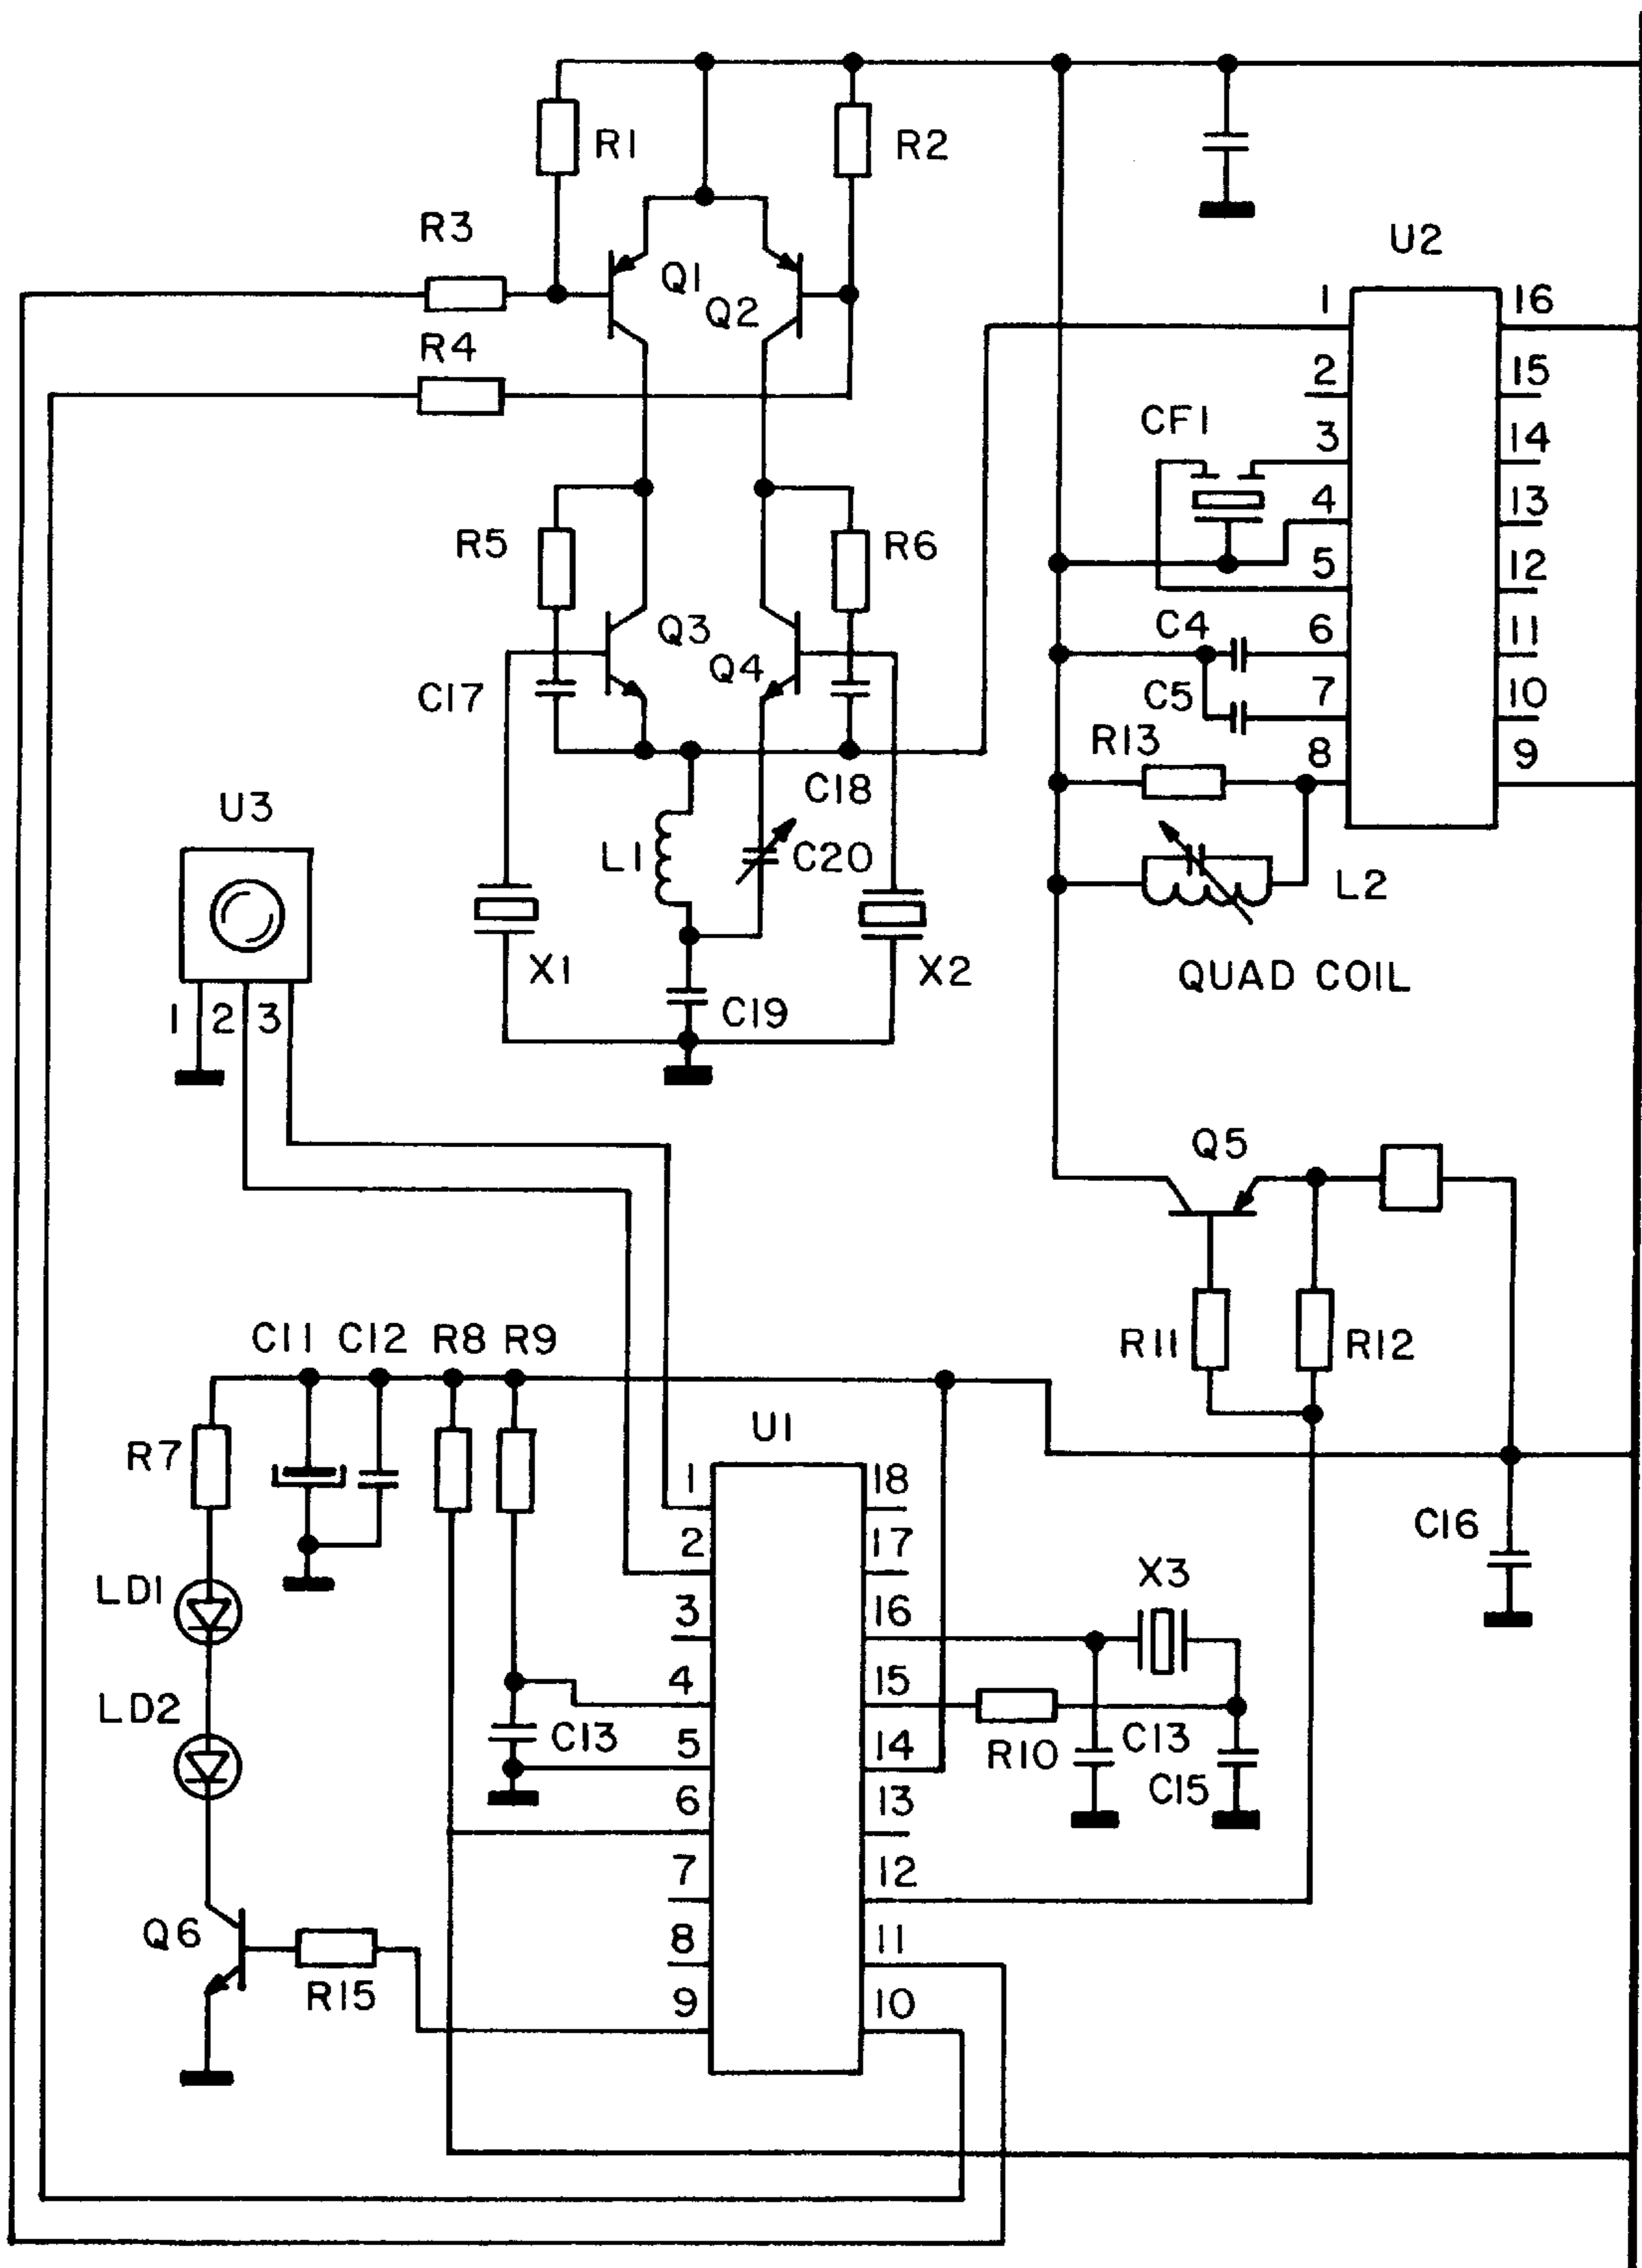 R1
R2
R3
U2
Q1
Q2
1
16
R4
2
15
CF1
3
14
4
13
R5
R6
5
12
Q3
C4
6
11
Q4
C17
C5
7
10
R13
8
9
C18
U3
L1
C20
L2
X1
X2
QUAD COIL
1 2 3
C19
Q5
C11 C12 R8 R9
R11
R12
U1
R7
1
18
C16
2
17
LD1
X3
3
16
4
15
LD2
C13
5
14
R10
C13
C15
6
13
7
12
Q6
8
11
R15
9
10